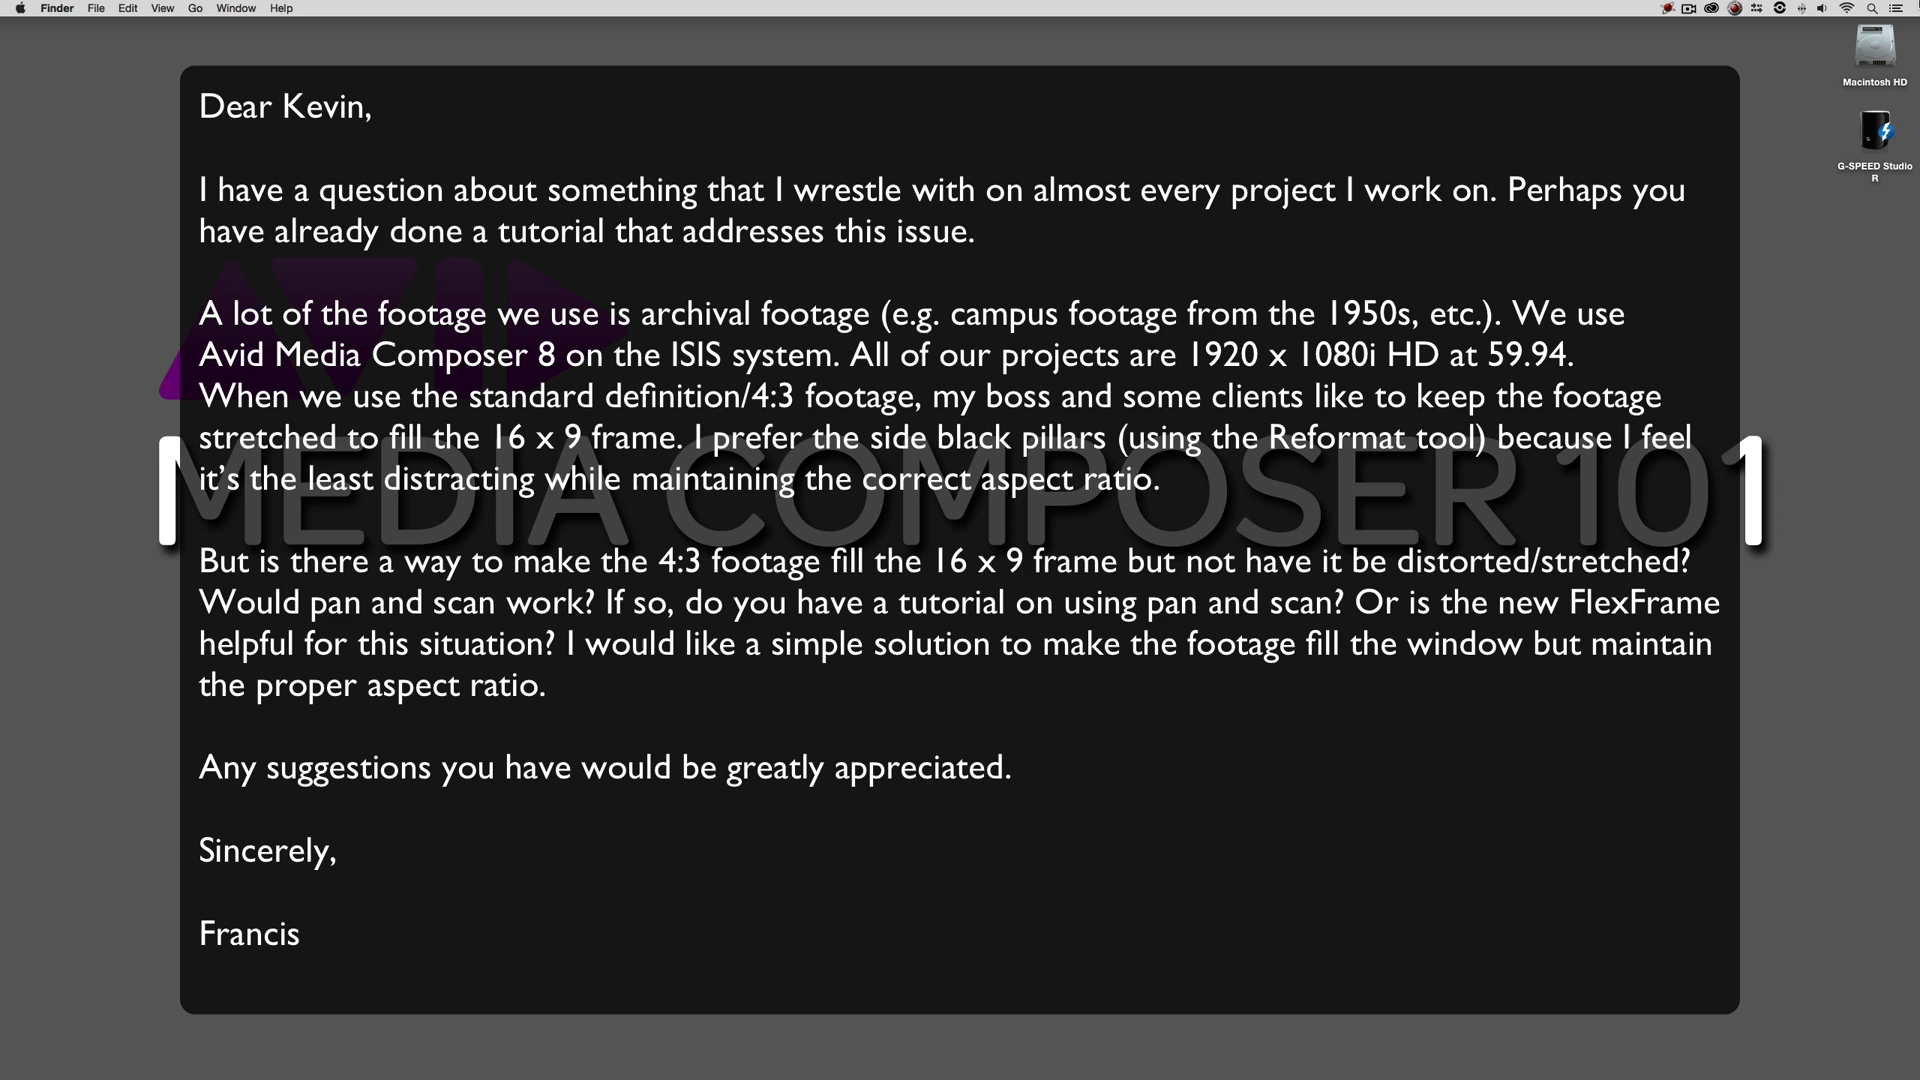 Finder File Edit View Go Window Help
Macintosh HD
G-SPEED Studio
R
Dear Kevin,
I have a question about something that I wrestle with on almost every project I work on. Perhaps you
have already done a tutorial that addresses this issue.
A lot of the footage we use is archival footage (e.g. campus footage from the 1950s, etc.). We use
Avid Media Composer 8 on the ISIS system. All of our projects are 1920 x 1080i HD at 59.94.
When we use the standard definition/4:3 footage, my boss and some clients like to keep the footage
stretched to fill the 16 x 9 frame. I prefer the side black pillars (using the Reformat tool) because I feel
it's the least distracting while maintaining the correct aspect ratio.
MEDIA COMPOSER 101
But is there a way to make the 4:3 footage fill the 16 x 9 frame but not have it be distorted/stretched?
Would pan and scan work? If so, do you have a tutorial on using pan and scan? Or is the new FlexFrame
helpful for this situation? I would like a simple solution to make the footage fill the window but maintain
the proper aspect ratio.
Any suggestions you have would be greatly appreciated.
Sincerely,
Francis